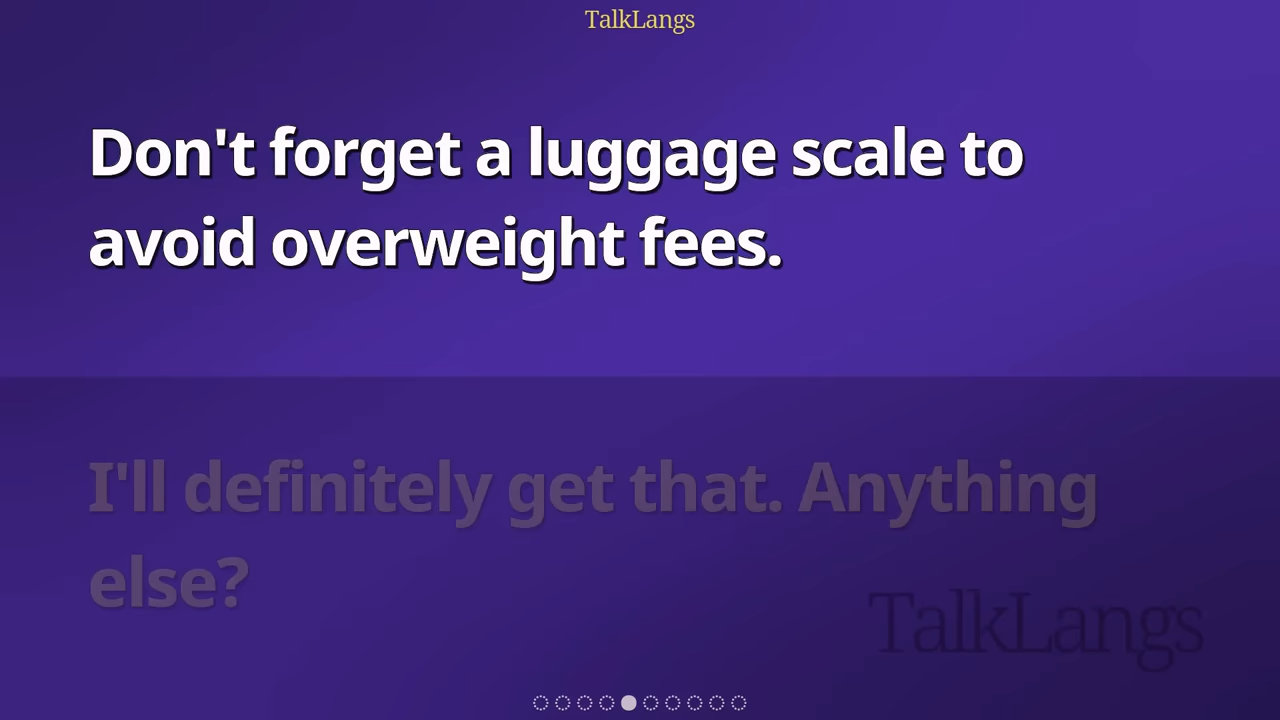 TalkLangs
Don't forget a luggage scale to
avoid overweight fees.
I'll definitely get that. Anything
else?
TalkLangs